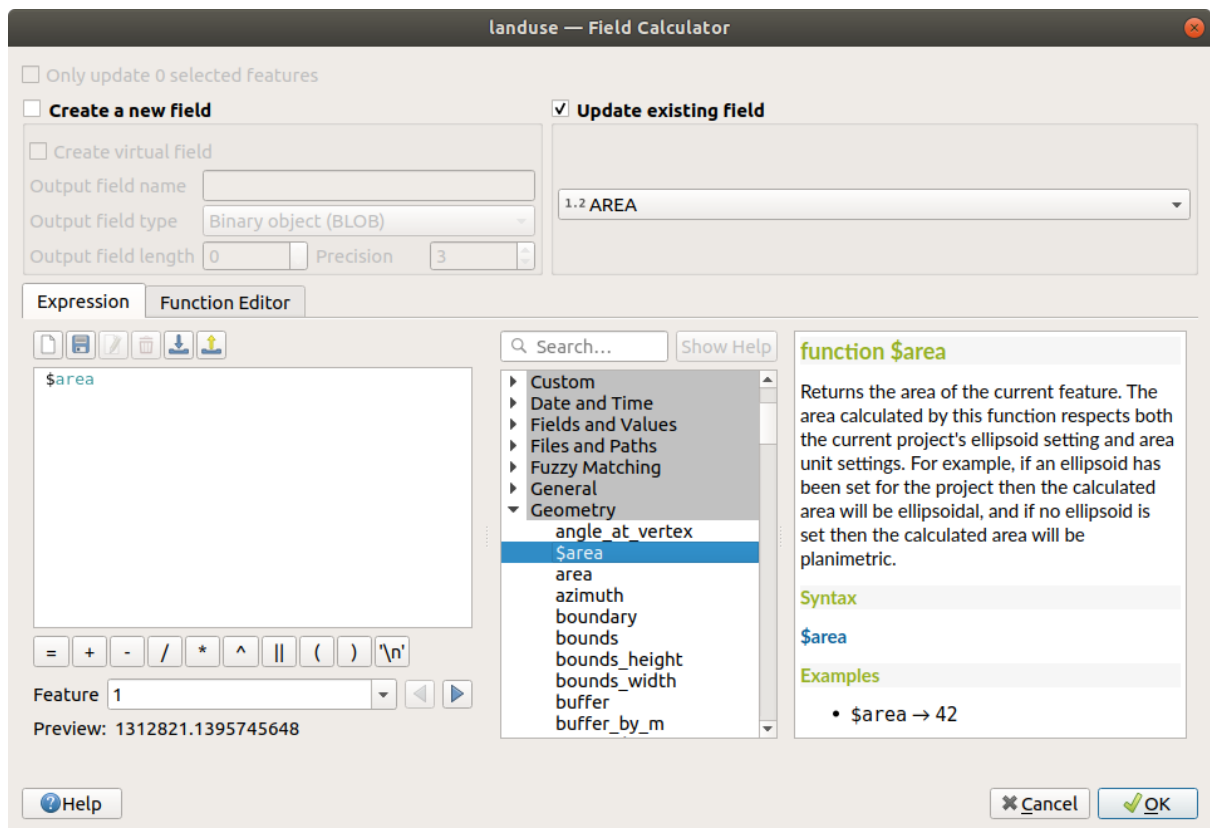 landuse — Field Calculator
Only update 0 selected features
Create a new field
Update existing field
Create virtual field
Output field name
Output field type Binary object (BLOB)
Output field length 0 Precision 3
1.2 AREA
Expression Function Editor
$area
= + - / * ^ || ( ) '\n'
Feature 1
Preview: 1312821.1395745648
Search... Show Help
Custom
Date and Time
Fields and Values
Files and Paths
Fuzzy Matching
General
Geometry
angle_at_vertex
$area
area
azimuth
boundary
bounds
bounds_height
bounds_width
buffer
buffer_by_m
function $area
Returns the area of the current feature. The
area calculated by this function respects both
the current project's ellipsoid setting and area
unit settings. For example, if an ellipsoid has
been set for the project then the calculated
area will be ellipsoidal, and if no ellipsoid is
set then the calculated area will be
planimetric.
Syntax
$area
Examples
• $area → 42
Help
Cancel OK